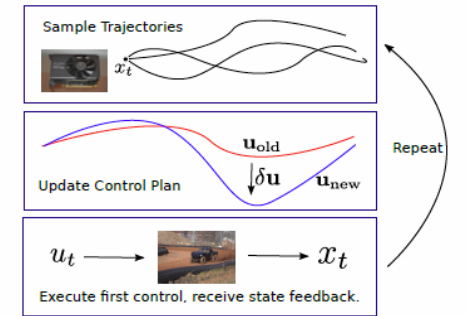 Sample Trajectories
x_t
u_old
δu
u_new
Update Control Plan
Repeat
u_t
x_t
Execute first control, receive state feedback.